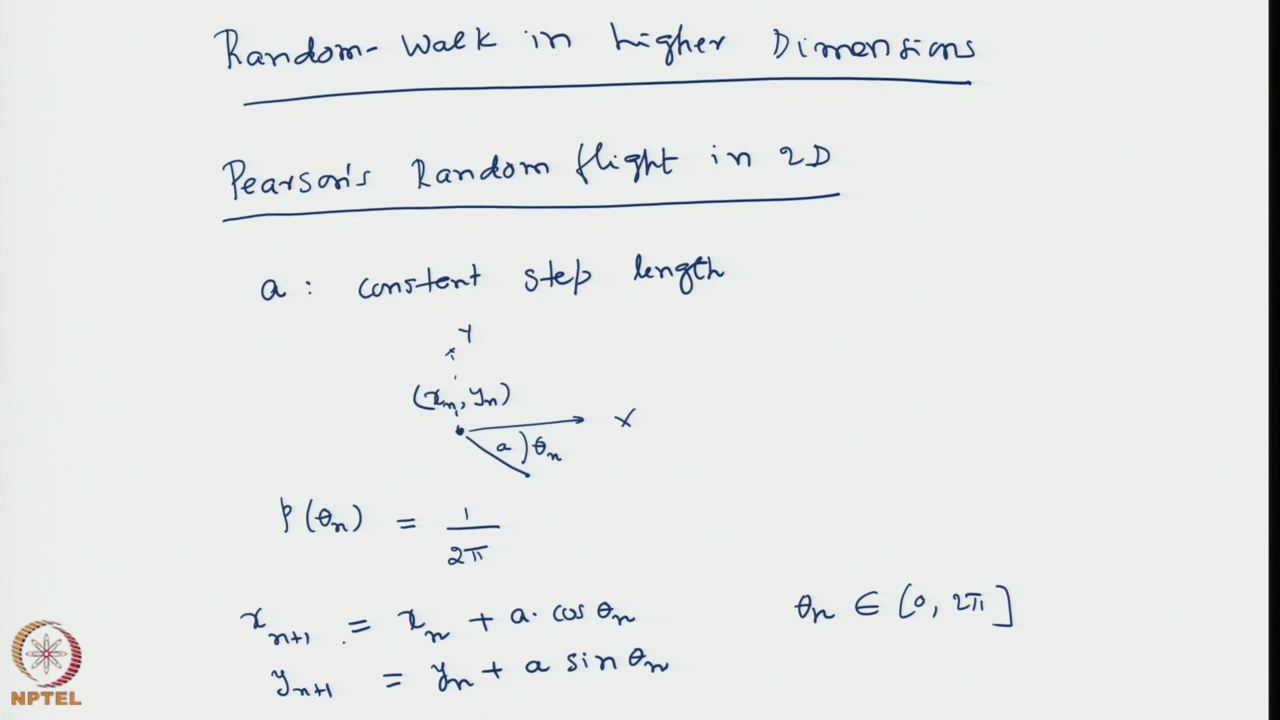 Random-Walk in higher Dimensions
Pearson's Random flight in 2D
a : constent step length
Y
(xₙ, yₙ)
X
a ) θₙ
p(θₙ) = 1/2π
xₙ₊₁ = xₙ + a. cos θₙ θₙ ∈ [0, 2π]
yₙ₊₁ = yₙ + a sin θₙ
NPTEL